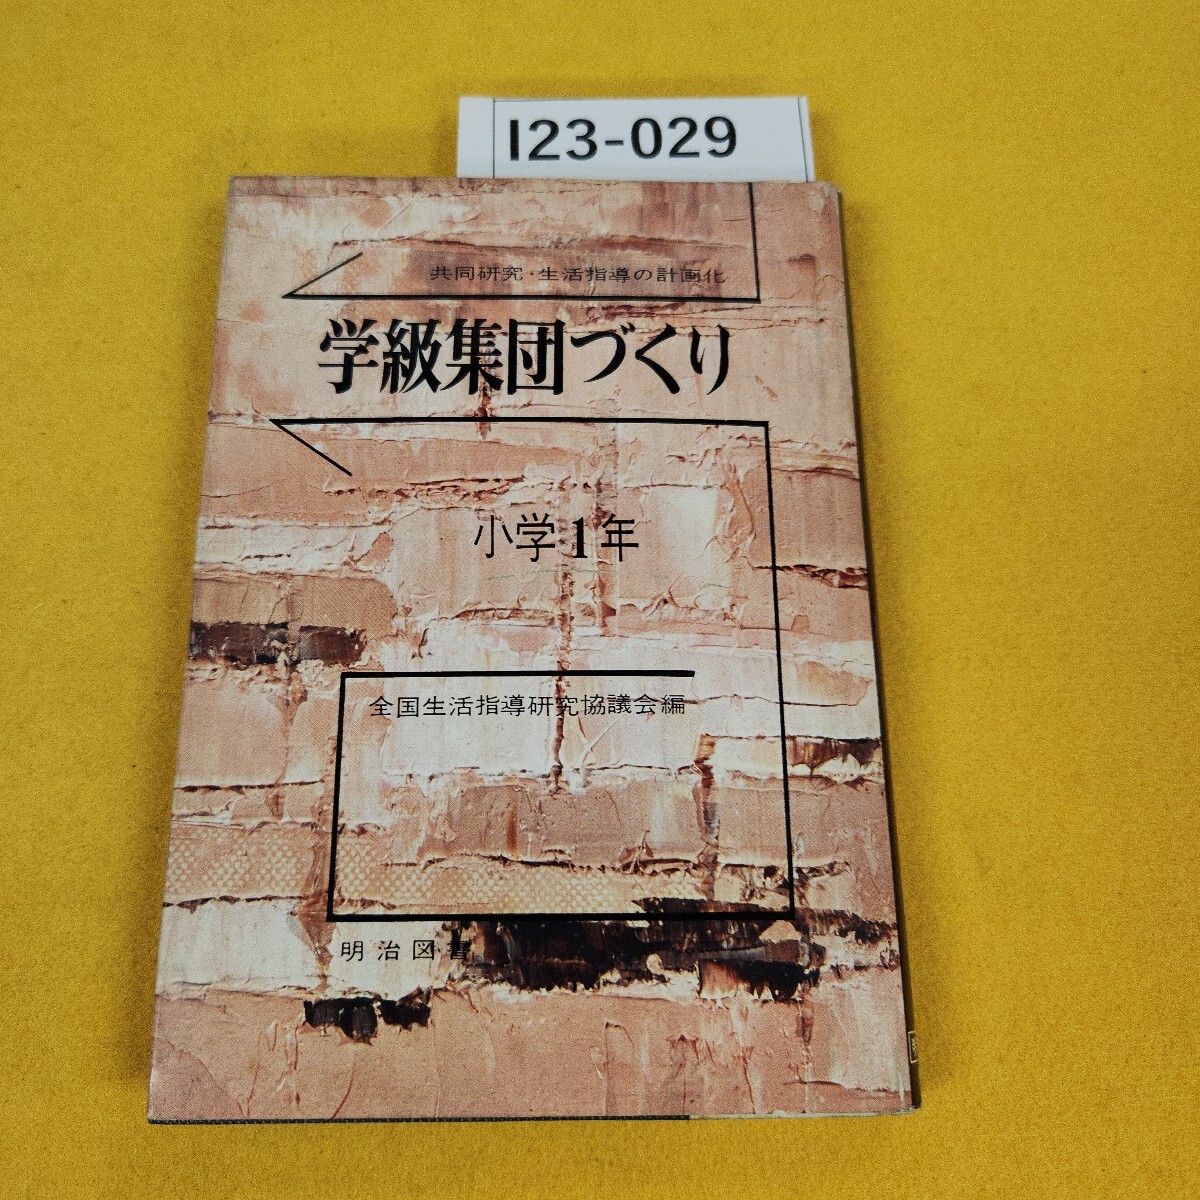 I23-029
共同研究・生活指導の計画化
学級集団づくり
小学1年
全国生活指導研究協議会編
明治図書